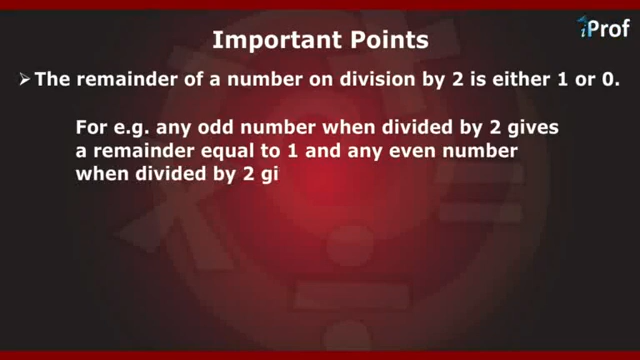 iProf
Important Points
➢ The remainder of a number on division by 2 is either 1 or 0.
For e.g. any odd number when divided by 2 gives
a remainder equal to 1 and any even number
when divided by 2 gi